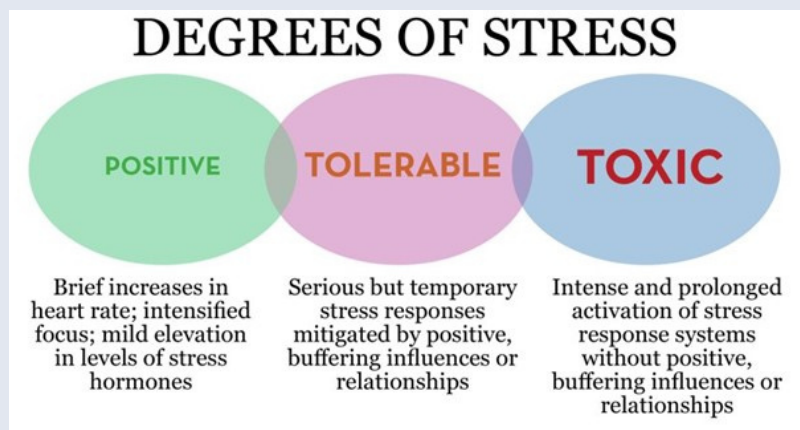 DEGREES OF STRESS
POSITIVE
TOLERABLE
TOXIC
Brief increases in
heart rate; intensified
focus; mild elevation
in levels of stress
hormones
Serious but temporary
stress responses
mitigated by positive,
buffering influences or
relationships
Intense and prolonged
activation of stress
response systems
without positive,
buffering influences or
relationships